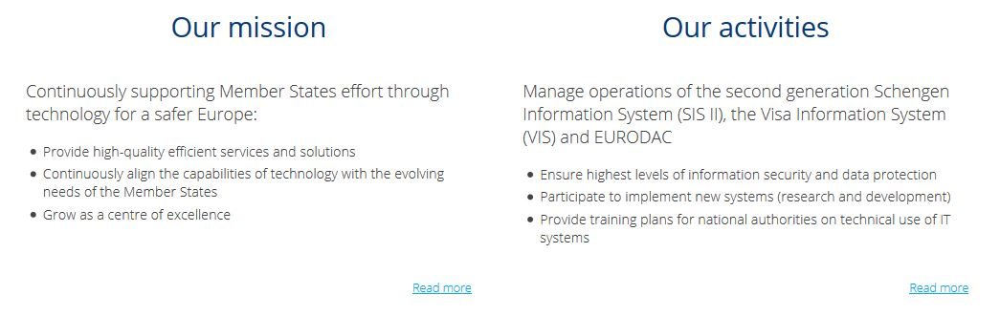 Our mission
Continuously supporting Member States effort through
technology for a safer Europe:
• Provide high-quality efficient services and solutions
• Continuously align the capabilities of technology with the evolving
needs of the Member States
• Grow as a centre of excellence
Read more
Our activities
Manage operations of the second generation Schengen
Information System (SIS II), the Visa Information System
(VIS) and EURODAC
• Ensure highest levels of information security and data protection
• Participate to implement new systems (research and development)
• Provide training plans for national authorities on technical use of IT
systems
Read more